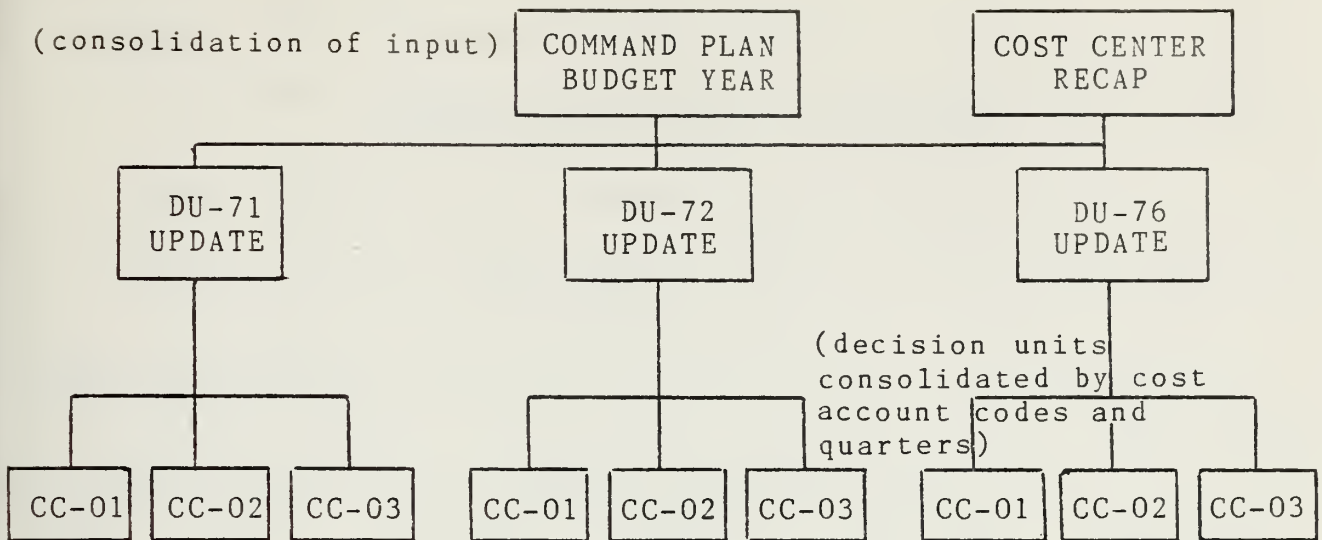 (consolidation of input)
COMMAND PLAN
BUDGET YEAR
COST CENTER
RECAP
DU-71
UPDATE
DU-72
UPDATE
DU-76
UPDATE
(decision units
consolidated by cost
account codes and
quarters)
CC-01
CC-02
CC-03
CC-01
CC-02
CC-03
CC-01
CC-02
CC-03